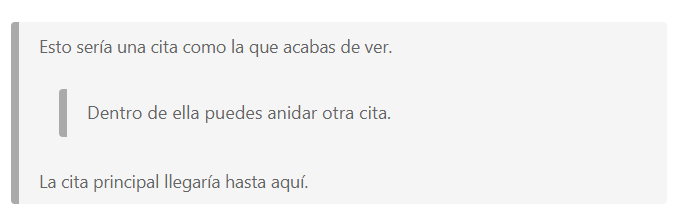 Esto sería una cita como la que acabas de ver.
Dentro de ella puedes anidar otra cita.
La cita principal llegaría hasta aquí.